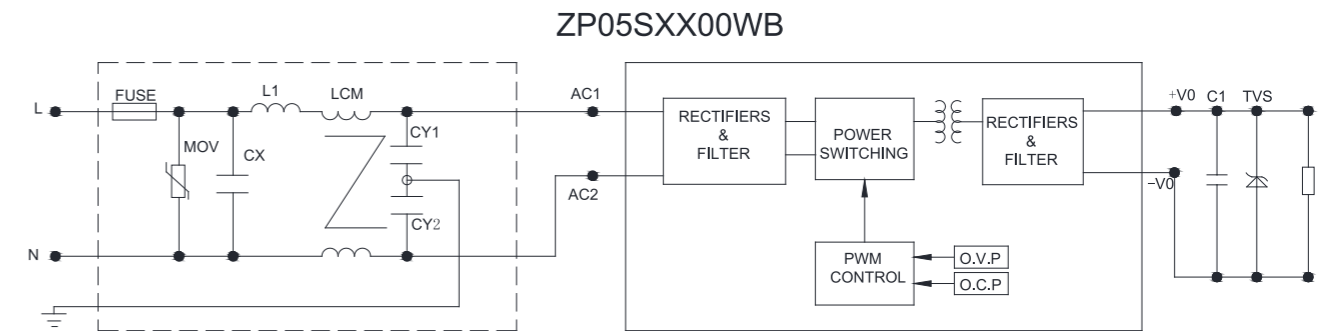 ZP05SXX00WB
L
FUSE
L1
LCM
MOV
CX
CY1
CY2
N
AC1
AC2
RECTIFIERS
&
FILTER
POWER
SWITCHING
RECTIFIERS
&
FILTER
PWM
CONTROL
O.V.P
O.C.P
+V0
C1
TVS
−V0